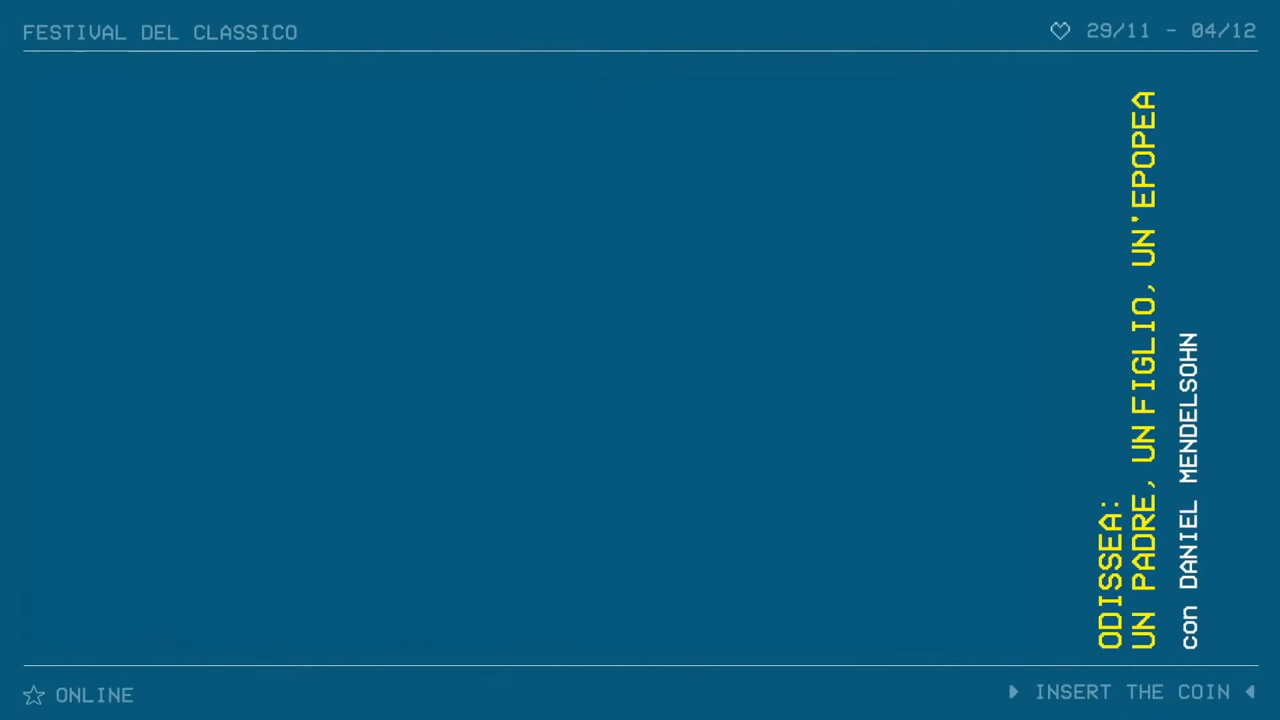 FESTIVAL DEL CLASSICO
29/11 - 04/12
ODISSEA:
UN PADRE, UN FIGLIO, UN'EPOPEA
con DANIEL MENDELSOHN
ONLINE
INSERT THE COIN